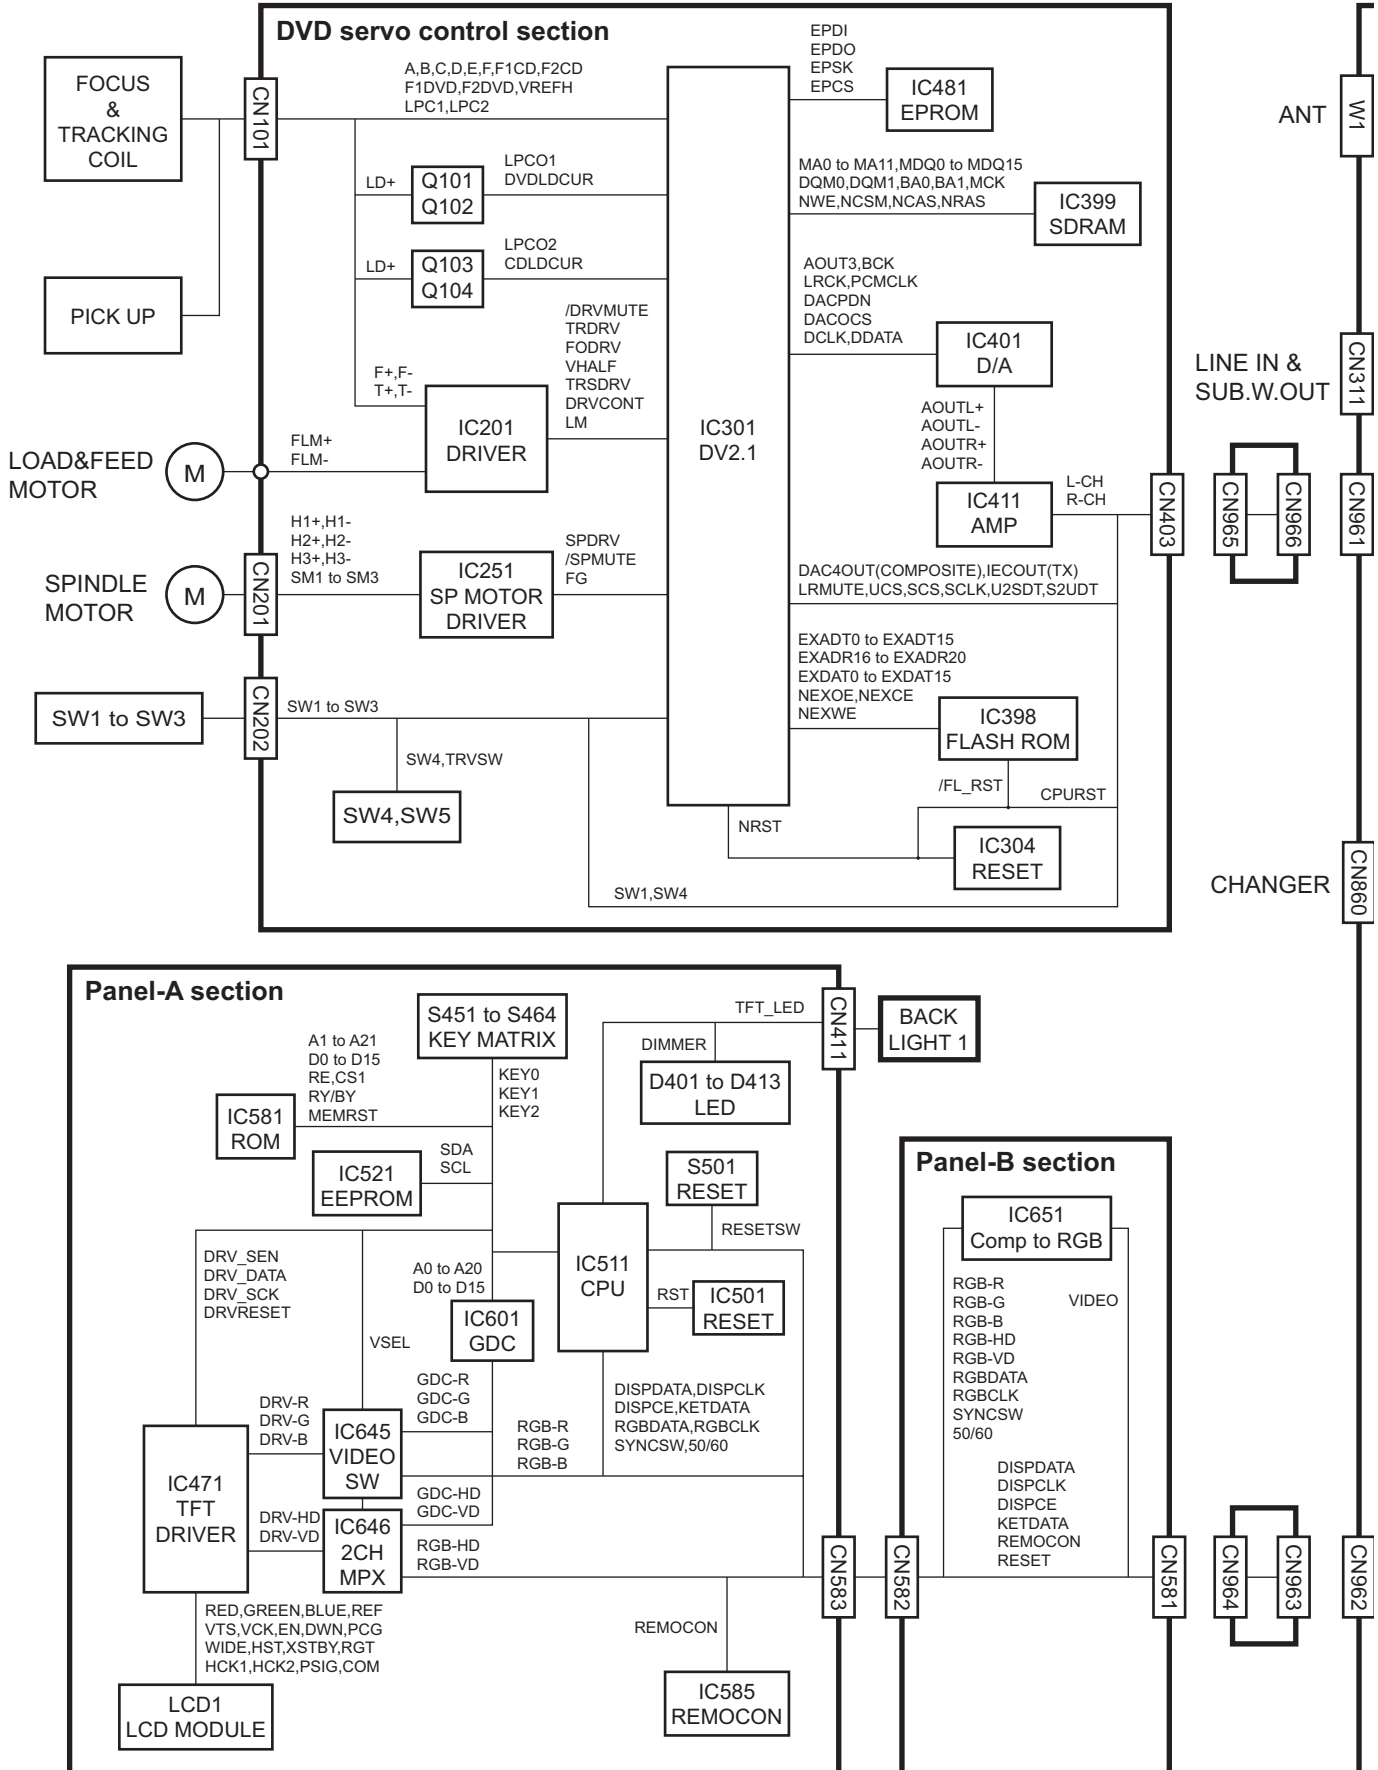 DVD servo control section
FOCUS
&
TRACKING
COIL
CN101
A,B,C,D,E,F,F1CD,F2CD
F1DVD,F2DVD,VREFH
LPC1,LPC2
EPDI
EPDO
EPSK
EPCS
IC481
EPROM
ANT
W1
LD+
Q101
Q102
LPCO1
DVDLDCUR
MA0 to MA11,MDQ0 to MDQ15
DQM0,DQM1,BA0,BA1,MCK
NWE,NCSM,NCAS,NRAS
IC399
SDRAM
LD+
Q103
Q104
LPCO2
CDLDCUR
PICK UP
AOUT3,BCK
LRCK,PCMCLK
DACPDN
DACOCS
DCLK,DDATA
IC401
D/A
/DRVMUTE
TRDRV
FODRV
VHALF
TRSDRV
DRVCONT
LM
F+,F-
T+,T-
IC201
DRIVER
IC301
DV2.1
LINE IN &
SUB.W.OUT
CN311
AOUTL+
AOUTL-
AOUTR+
AOUTR-
LOAD&FEED
MOTOR
M
FLM+
FLM-
IC411
AMP
L-CH
R-CH
CN403
CN965
CN966
CN961
SPINDLE
MOTOR
M
CN201
H1+,H1-
H2+,H2-
H3+,H3-
SM1 to SM3
IC251
SP MOTOR
DRIVER
SPDRV
/SPMUTE
FG
DAC4OUT(COMPOSITE),IECOUT(TX)
LRMUTE,UCS,SCS,SCLK,U2SDT,S2UDT
EXADT0 to EXADT15
EXADR16 to EXADR20
EXDAT0 to EXDAT15
NEXOE,NEXCE
NEXWE
IC398
FLASH ROM
SW1 to SW3
CN202
SW1 to SW3
SW4,TRVSW
SW4,SW5
/FL_RST
CPURST
NRST
IC304
RESET
SW1,SW4
CHANGER
CN860
Panel-A section
S451 to S464
KEY MATRIX
TFT_LED
CN411
BACK
LIGHT 1
A1 to A21
D0 to D15
RE,CS1
RY/BY
MEMRST
IC581
ROM
KEY0
KEY1
KEY2
DIMMER
D401 to D413
LED
IC521
EEPROM
SDA
SCL
S501
RESET
RESETSW
Panel-B section
IC651
Comp to RGB
DRV_SEN
DRV_DATA
DRV_SCK
DRVRESET
A0 to A20
D0 to D15
IC511
CPU
RST
IC501
RESET
IC601
GDC
VSEL
RGB-R
RGB-G
RGB-B
RGB-HD
RGB-VD
RGBDATA
RGBCLK
SYNCSW
50/60
VIDEO
GDC-R
GDC-G
GDC-B
DISPDATA,DISPCLK
DISPCE,KETDATA
RGBDATA,RGBCLK
SYNCSW,50/60
DRV-R
DRV-G
DRV-B
IC645
VIDEO
SW
RGB-R
RGB-G
RGB-B
IC471
TFT
DRIVER
GDC-HD
GDC-VD
DRV-HD
DRV-VD
IC646
2CH
MPX
RGB-HD
RGB-VD
DISPDATA
DISPCLK
DISPCE
KETDATA
REMOCON
RESET
CN583
CN582
CN581
CN964
CN963
CN962
RED,GREEN,BLUE,REF
VTS,VCK,EN,DWN,PCG
WIDE,HST,XSTBY,RGT
HCK1,HCK2,PSIG,COM
REMOCON
LCD1
LCD MODULE
IC585
REMOCON